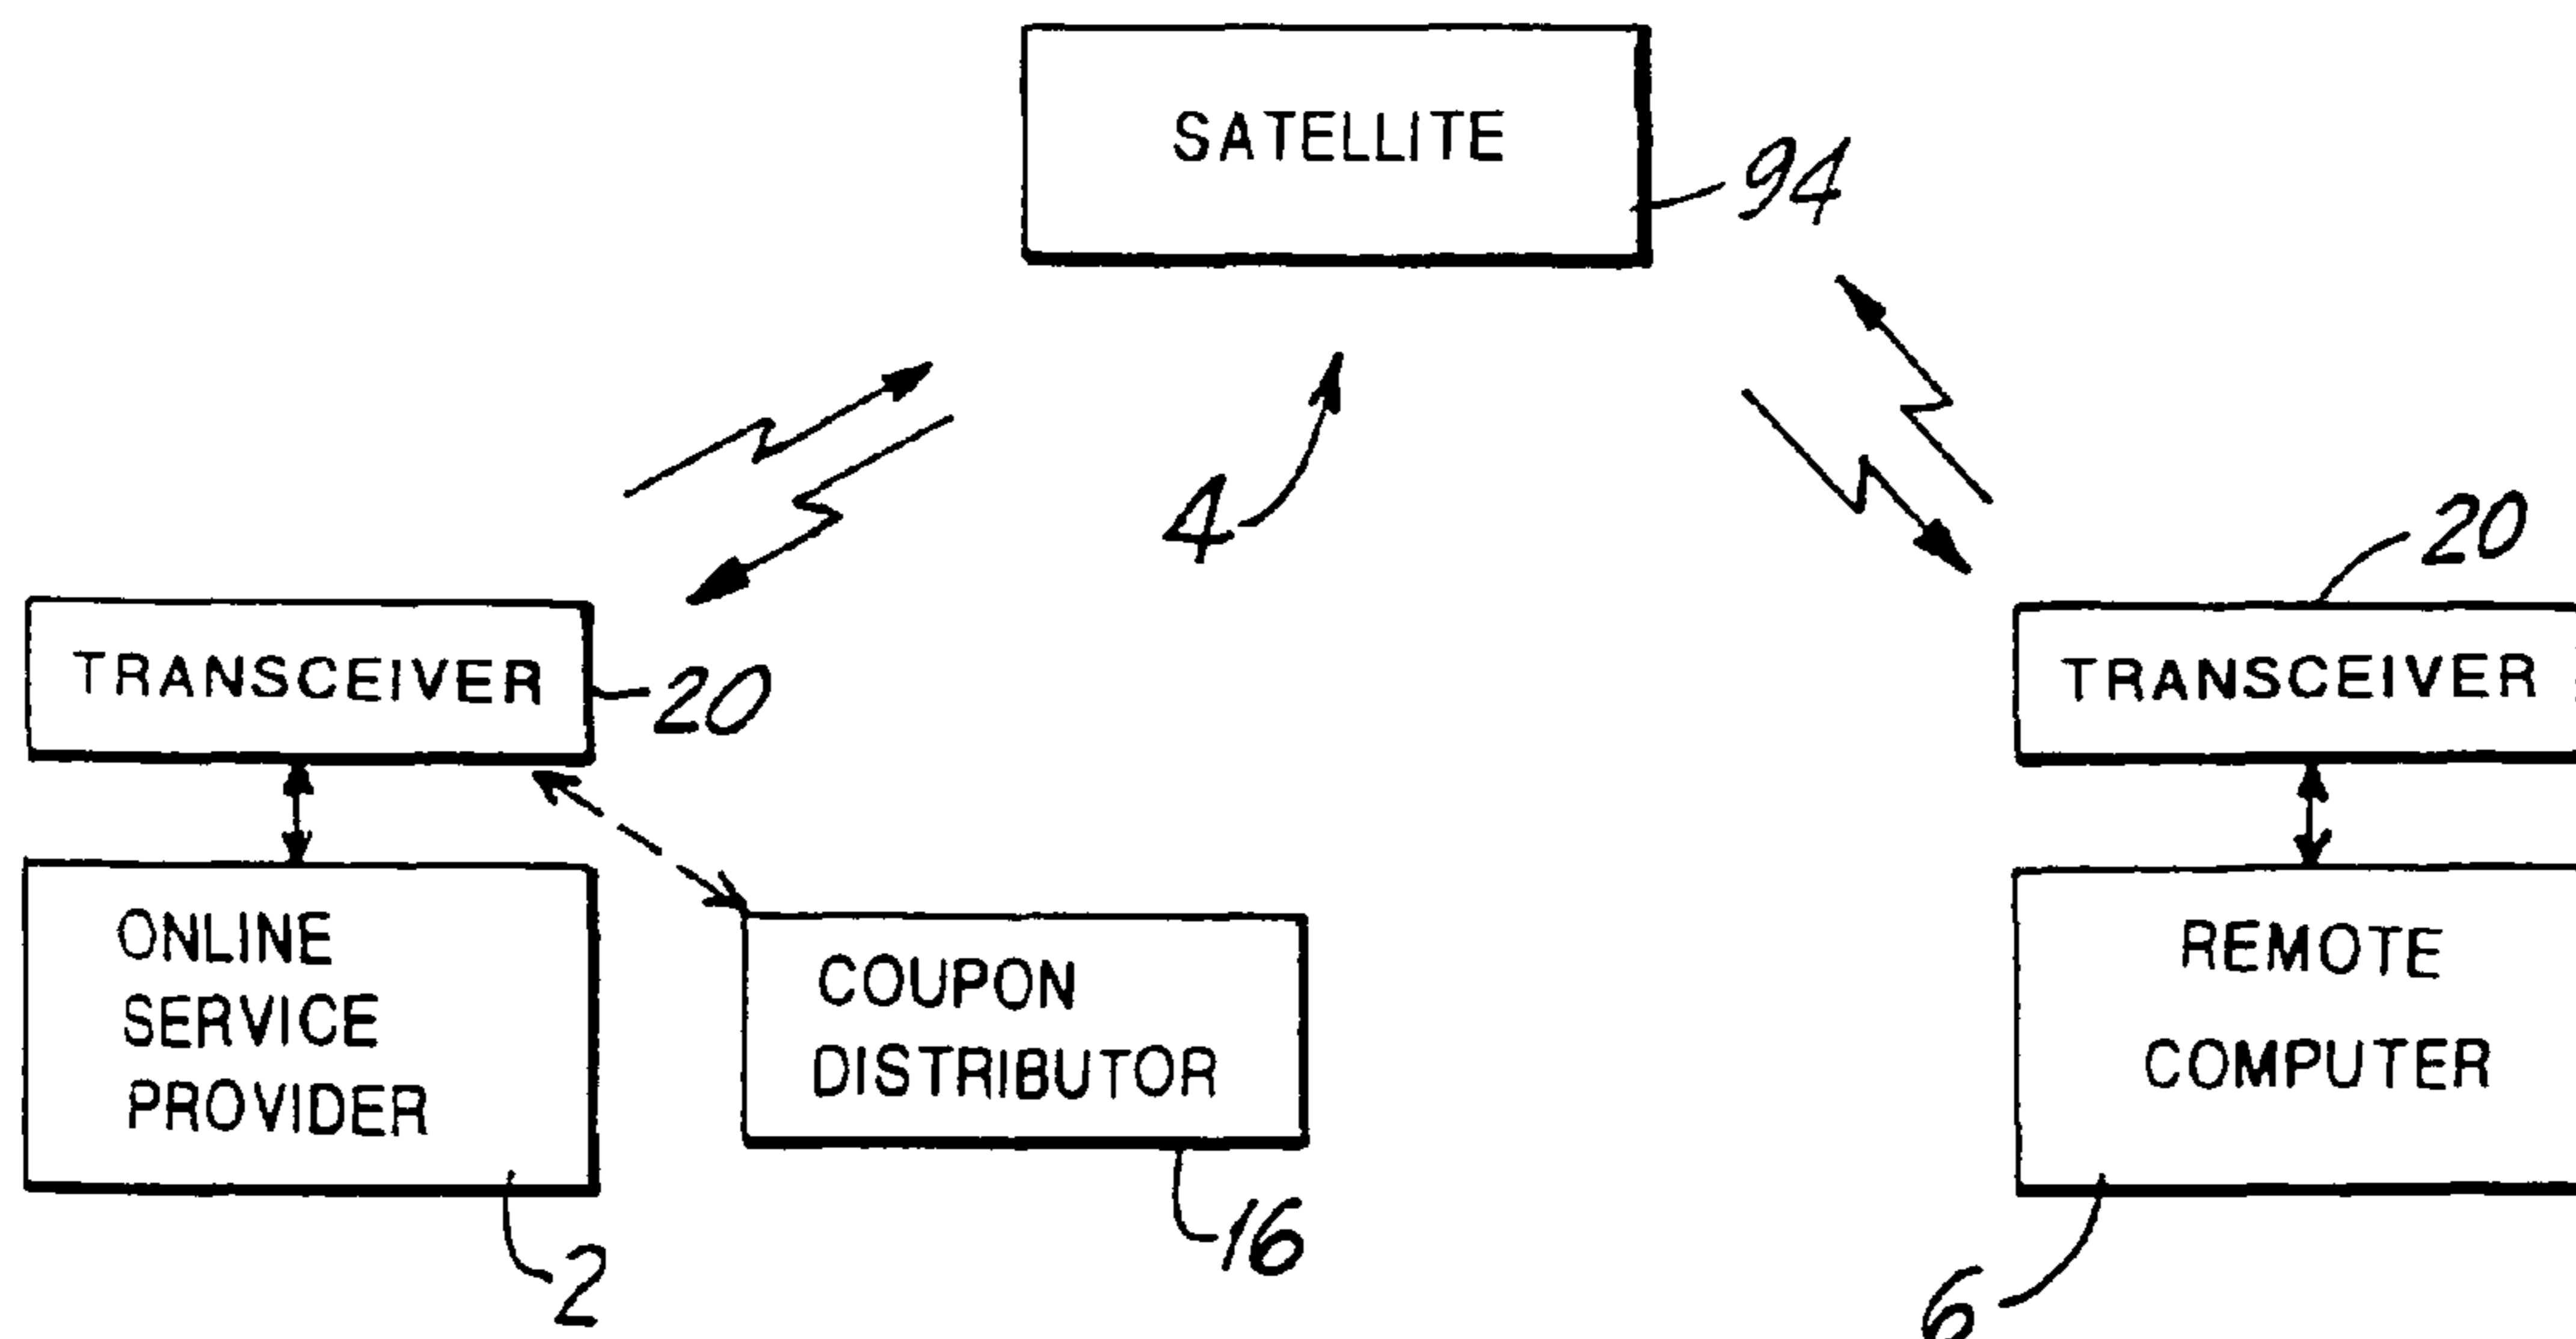 SATELLITE
94
4
20
TRANSCEIVER
20
TRANSCEIVER
ONLINE
SERVICE
PROVIDER
2
COUPON
DISTRIBUTOR
16
REMOTE
COMPUTER
6